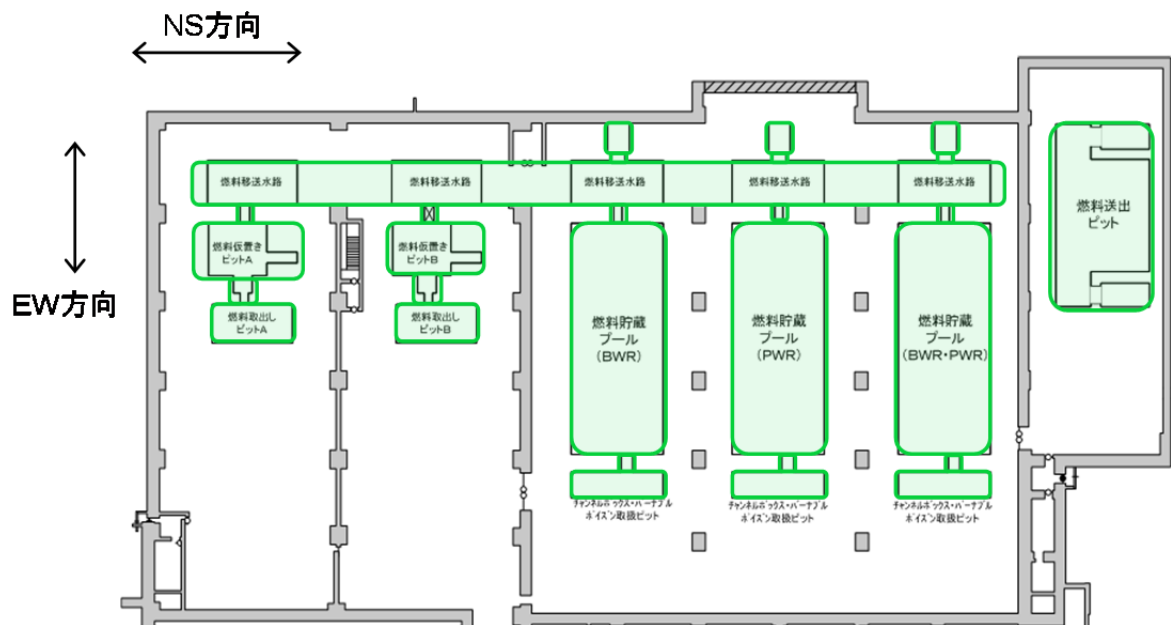 NS方向
EW方向
燃料移送水路
燃料移送水路
燃料移送水路
燃料移送水路
燃料移送水路
燃料仮置き
ピットA
燃料仮置き
ピットB
燃料取出し
ピットA
燃料取出し
ピットB
燃料貯蔵
プール
(BWR)
燃料貯蔵
プール
(PWR)
燃料貯蔵
プール
(BWR・PWR)
燃料送出
ピット
チャンネルボックス・バーナブル
ポイズン取扱ピット
チャンネルボックス・バーナブル
ポイズン取扱ピット
チャンネルボックス・バーナブル
ポイズン取扱ピット